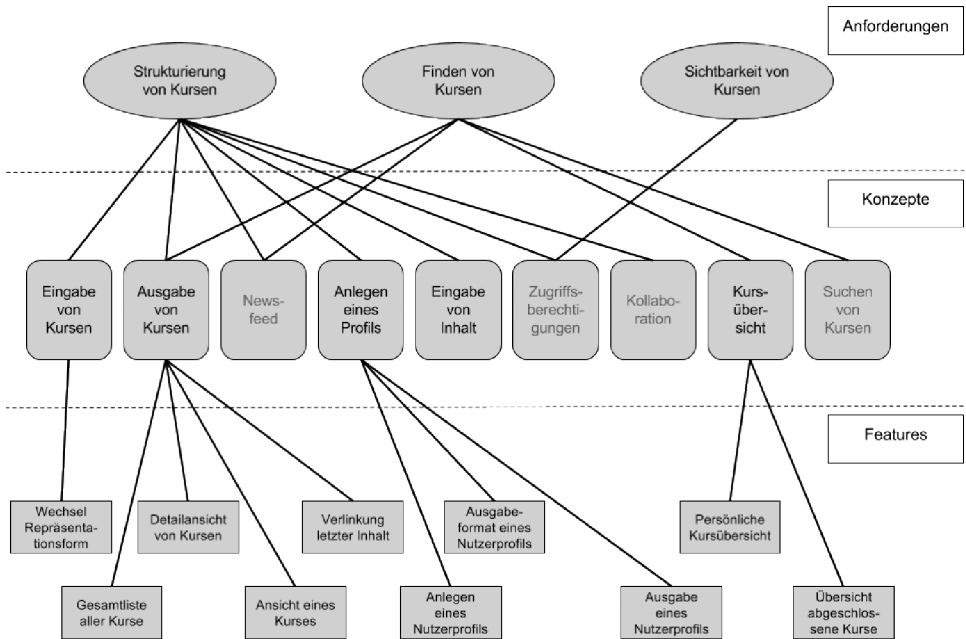 Anforderungen
Strukturierung
von Kursen
Finden von
Kursen
Sichtbarkeit von
Kursen
Konzepte
Eingabe
von
Kursen
Ausgabe
von
Kursen
News-
feed
Anlegen
eines
Profils
Eingabe
von
Inhalt
Zugriffs-
berechti-
gungen
Kollabo-
ration
Kurs-
über-
sicht
Suchen
von
Kursen
Features
Wechsel
Repräsenta-
tionsform
Detailansicht
von Kursen
Verlinkung
letzter Inhalt
Ausgabe-
format eines
Nutzerprofils
Persönliche
Kursübersicht
Gesamtliste
aller Kurse
Ansicht eines
Kurses
Anlegen
eines
Nutzerprofils
Ausgabe
eines
Nutzerprofils
Übersicht
abgeschlos-
sene Kurse